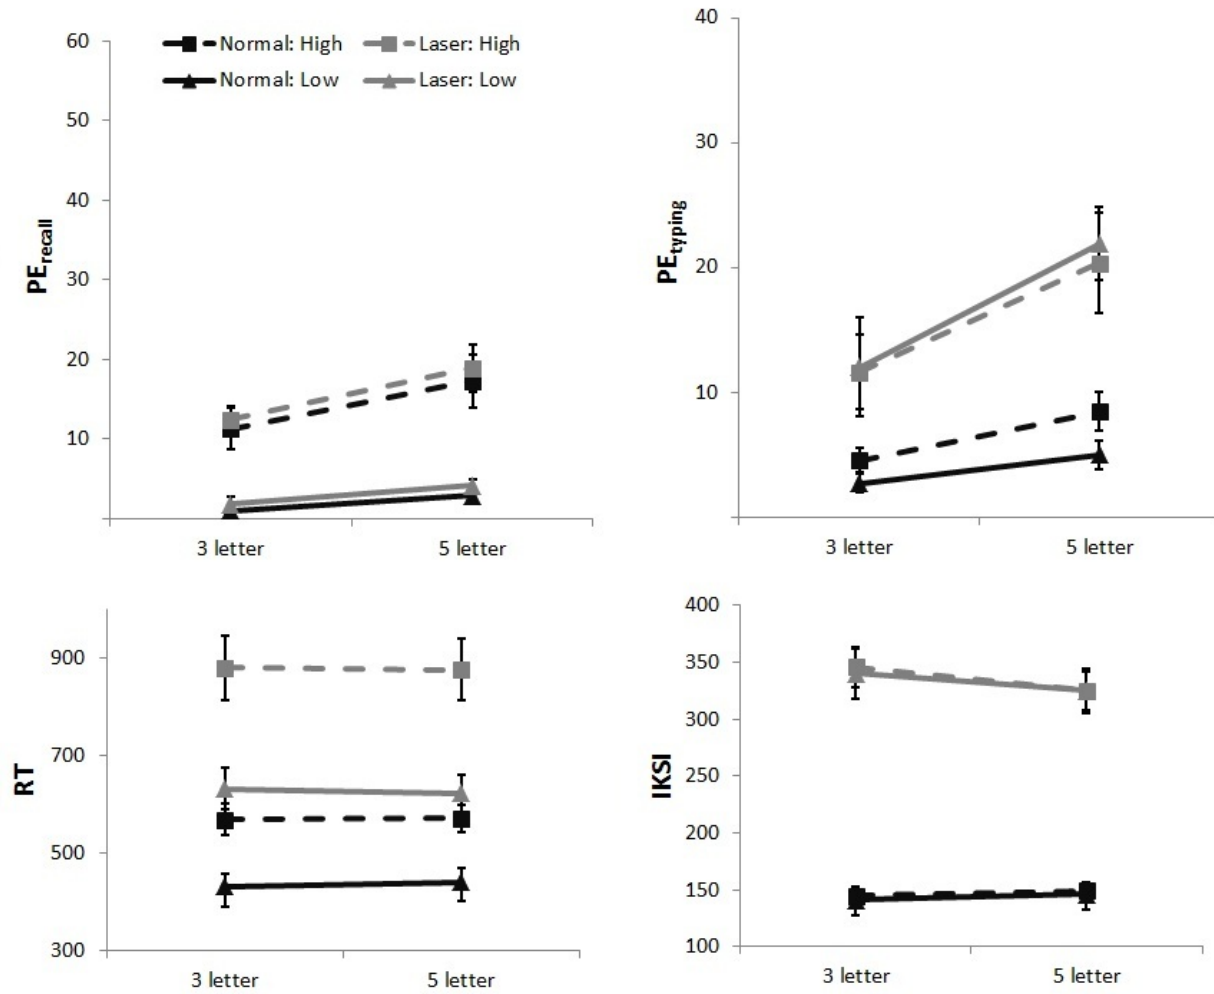 60
50
40
30
20
10
PErecall
Normal: High
Laser: High
Normal: Low
Laser: Low
3 letter
5 letter
40
30
20
10
PEtyping
3 letter
5 letter
900
700
500
300
RT
3 letter
5 letter
400
350
300
250
200
150
100
IKSI
3 letter
5 letter